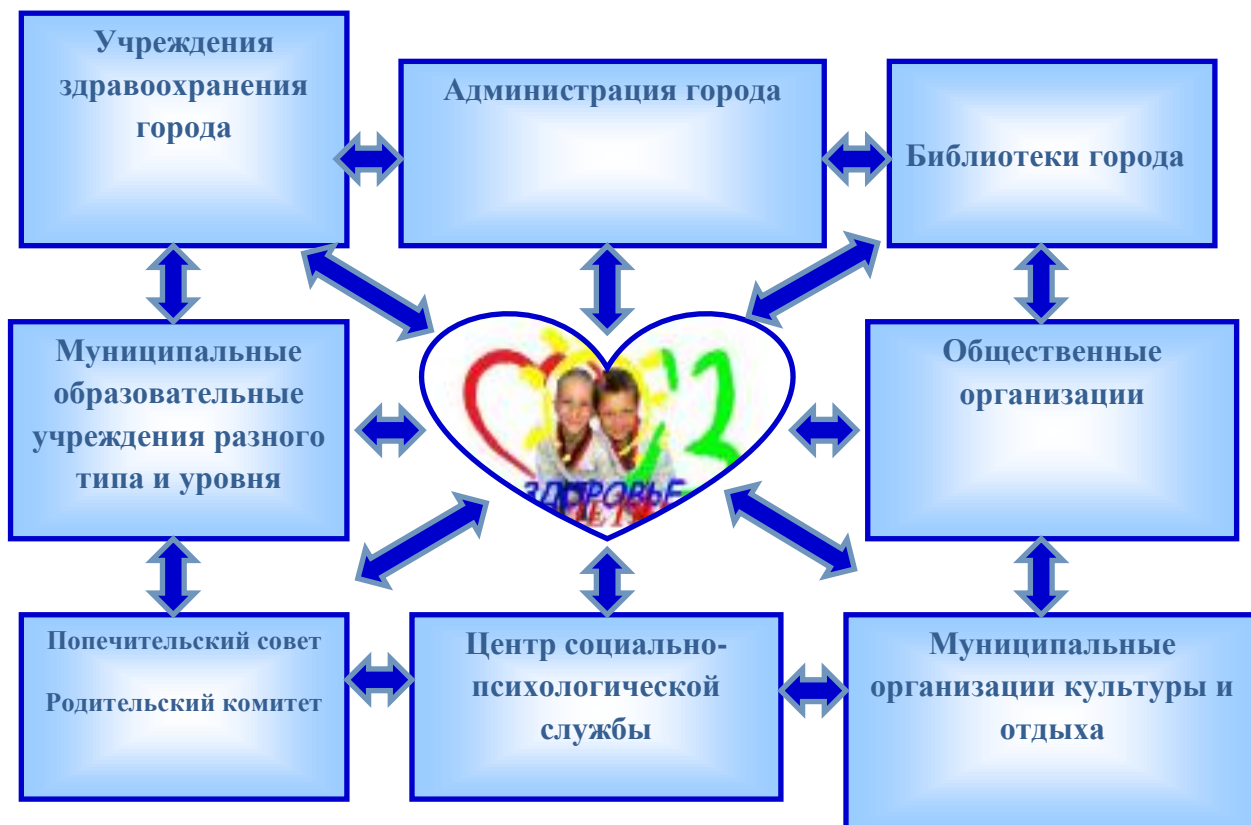 Учреждения
здравоохранения
города
Администрация города
Библиотеки города
Муниципальные
образовательные
учреждения разного
типа и уровня
ЗДОРОВЬЕ
Общественные
организации
Попечительский совет
Родительский комитет
Центр социально-
психологической
службы
Муниципальные
организации культуры и
отдыха